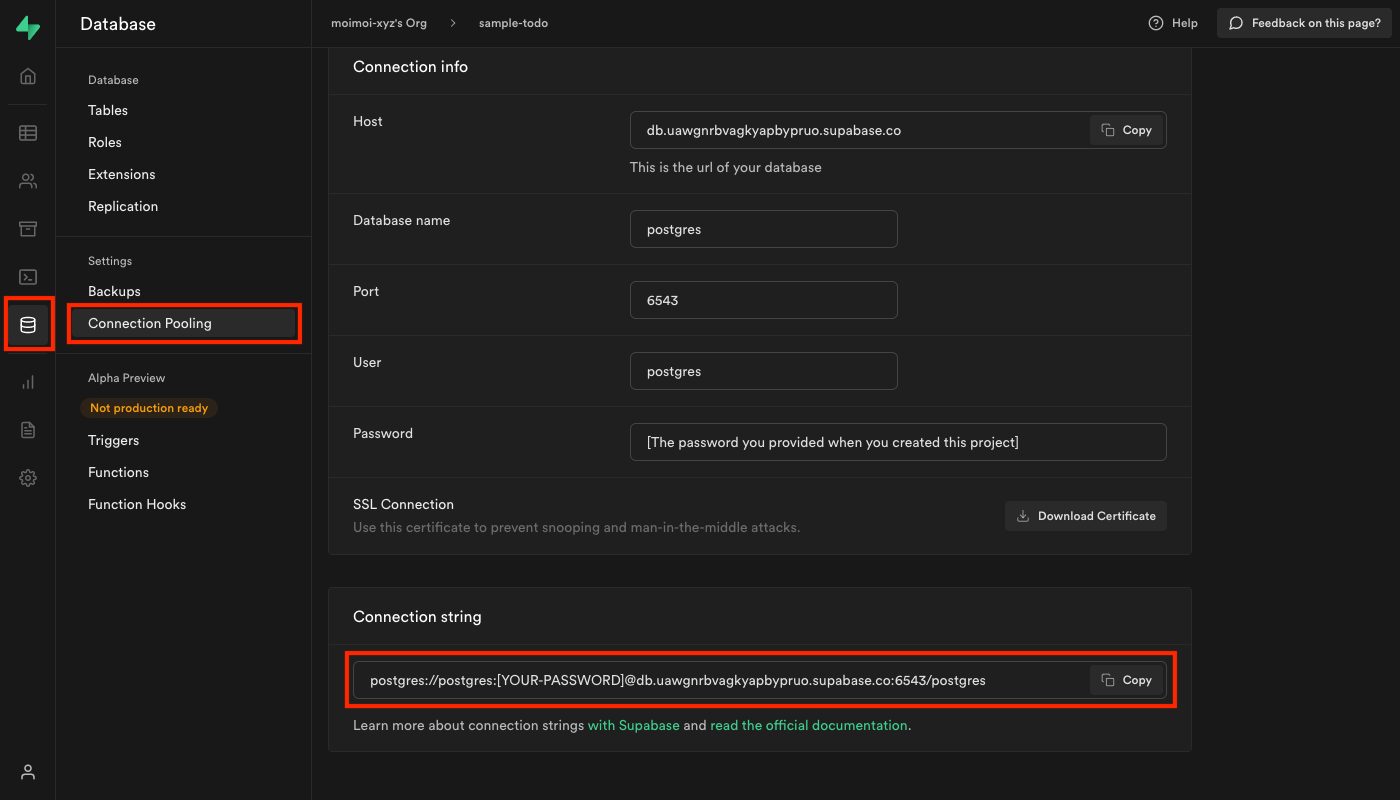 Database
moimoi-xyz's Org
sample-todo
Help
Feedback on this page?
Database
Tables
Roles
Extensions
Replication
Settings
Backups
Connection Pooling
Alpha Preview
Not production ready
Triggers
Functions
Function Hooks
Connection info
Host
db.uawgnrbvagkyapbypruo.supabase.co
Copy
This is the url of your database
Database name
postgres
Port
6543
User
postgres
Password
[The password you provided when you created this project]
SSL Connection
Use this certificate to prevent snooping and man-in-the-middle attacks.
Download Certificate
Connection string
postgres://postgres:[YOUR-PASSWORD]@db.uawgnrbvagkyapbypruo.supabase.co:6543/postgres
Copy
Learn more about connection strings with Supabase and read the official documentation.